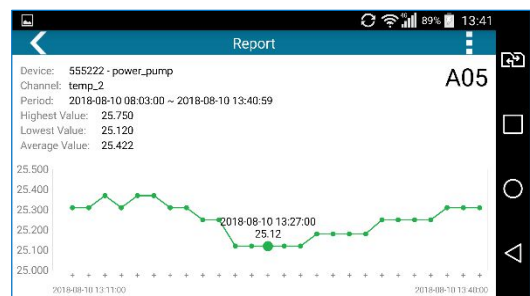 89% 13:41
Report
Device: 555222 - power_pump
A05
Channel: temp_2
Period: 2018-08-10 08:03:00 ~ 2018-08-10 13:40:59
Highest Value: 25.750
Lowest Value: 25.120
Average Value: 25.422
25.500
25.400
25.300
25.200
25.100
25.000
2018-08-10 13:27:00
25.12
2018-08-10 13:11:00 2018-08-10 13:40:00